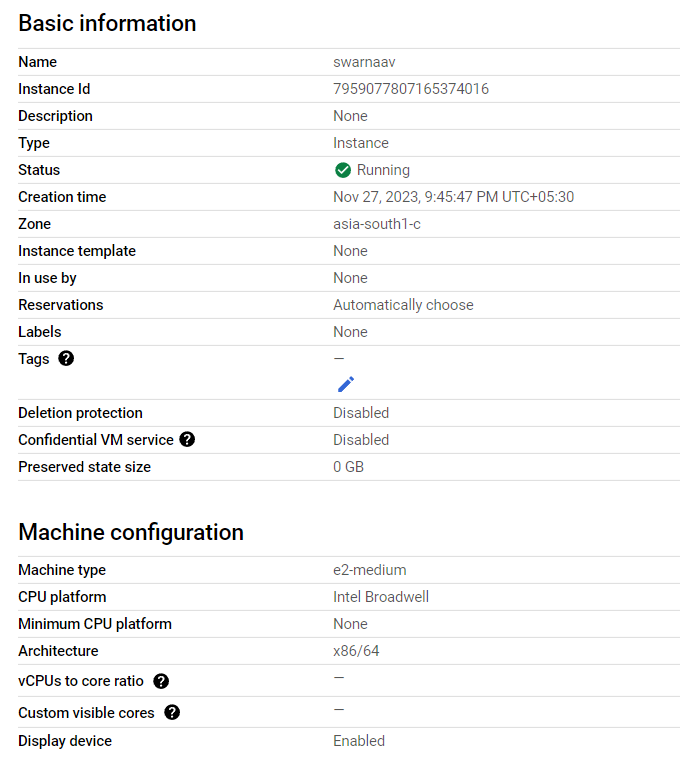 Basic information
Name swarnaav
Instance Id 7959077807165374016
Description None
Type Instance
Status Running
Creation time Nov 27, 2023, 9:45:47 PM UTC+05:30
Zone asia-south1-c
Instance template None
In use by None
Reservations Automatically choose
Labels None
Tags ? —
Deletion protection Disabled
Confidential VM service ? Disabled
Preserved state size 0 GB
Machine configuration
Machine type e2-medium
CPU platform Intel Broadwell
Minimum CPU platform None
Architecture x86/64
vCPUs to core ratio ? —
Custom visible cores ? —
Display device Enabled